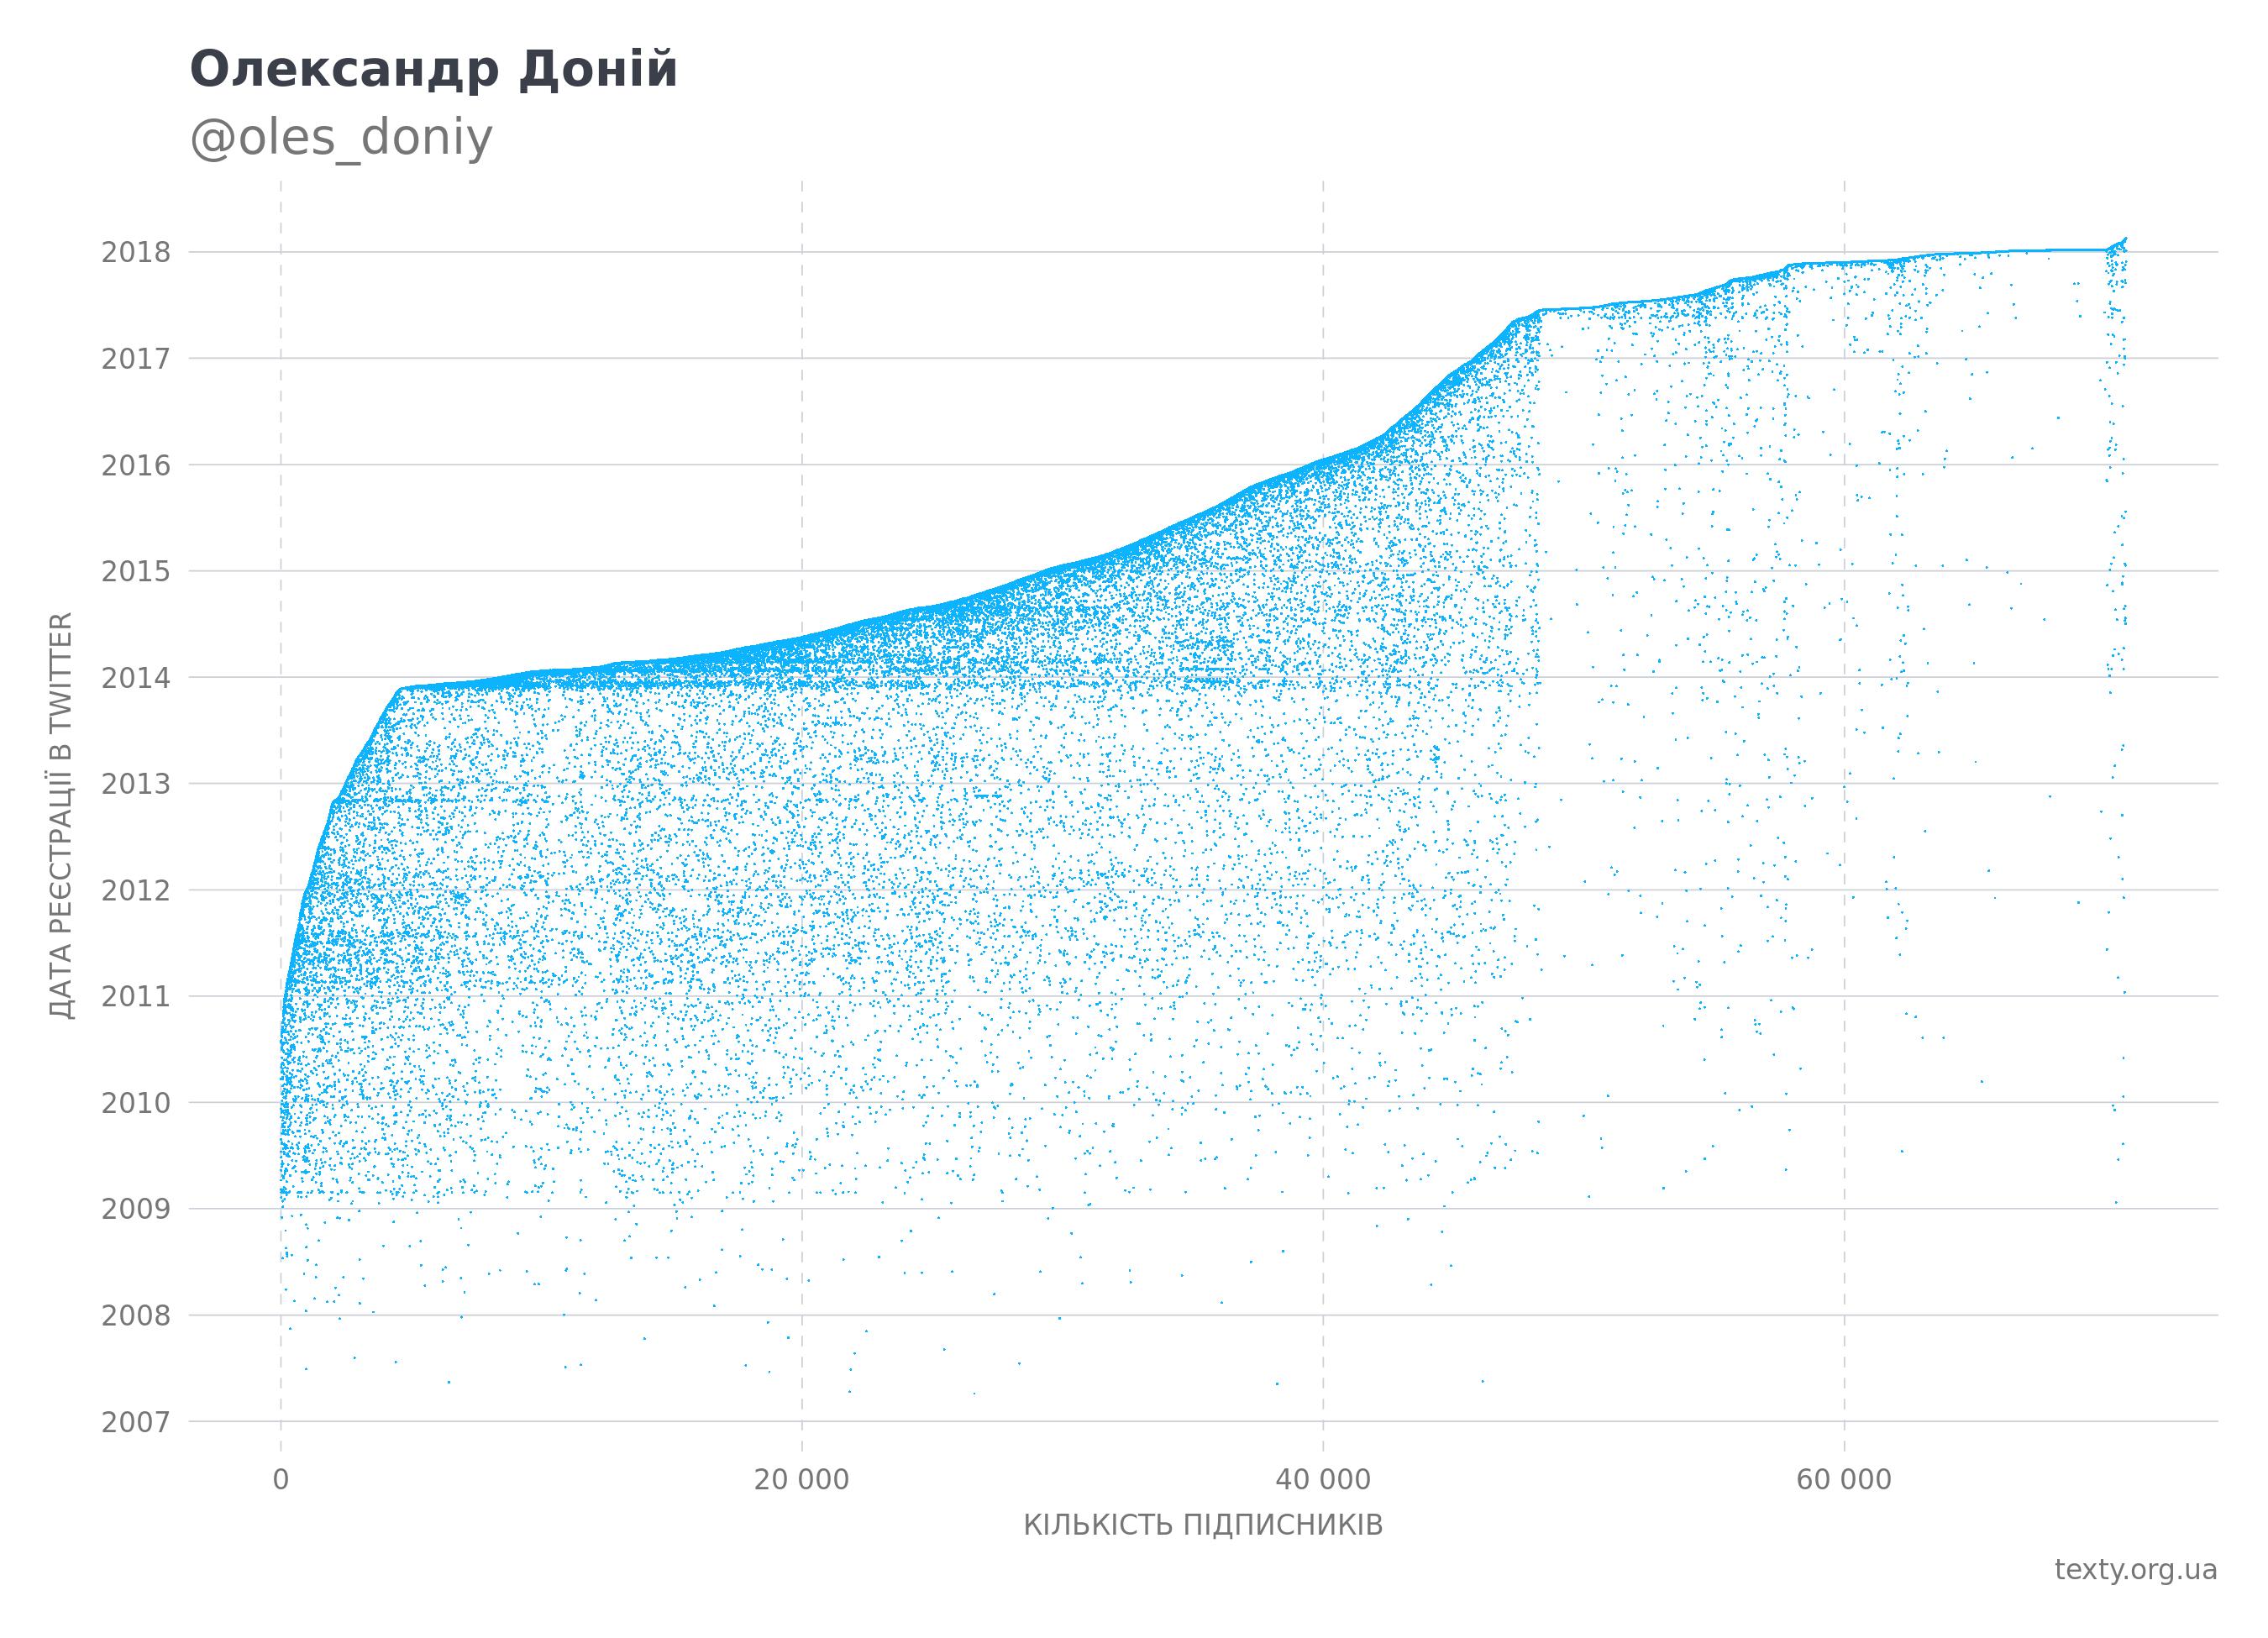 Олександр Доній
@oles_doniy
2018
2017
2016
2015
2014
2013
2012
2011
2010
2009
2008
2007
ДАТА РЕЄСТРАЦІЇ В TWITTER
0 20 000 40 000 60 000
КІЛЬКІСТЬ ПІДПИСНИКІВ
texty.org.ua